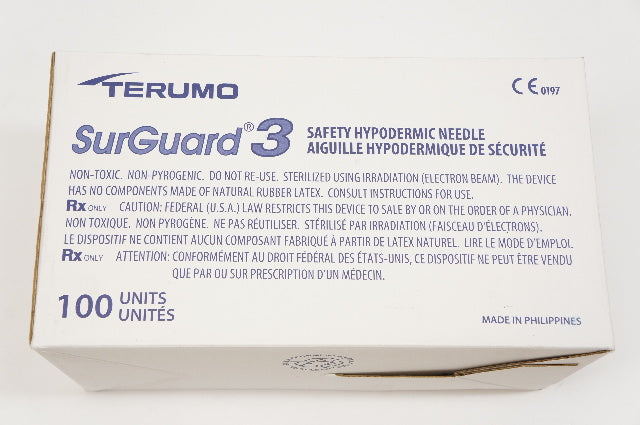 TERUMO
CE 0197
SurGuard®3
SAFETY HYPODERMIC NEEDLE
AIGUILLE HYPODERMIQUE DE SÉCURITÉ
NON-TOXIC. NON-PYROGENIC. DO NOT RE-USE. STERILIZED USING IRRADIATION (ELECTRON BEAM). THE DEVICE
HAS NO COMPONENTS MADE OF NATURAL RUBBER LATEX. CONSULT INSTRUCTIONS FOR USE.
Rx ONLY CAUTION: FEDERAL (U.S.A.) LAW RESTRICTS THIS DEVICE TO SALE BY OR ON THE ORDER OF A PHYSICIAN.
NON TOXIQUE. NON PYROGÈNE. NE PAS RÉUTILISER. STÉRILISÉ PAR IRRADIATION (FAISCEAU D'ÉLECTRONS).
LE DISPOSITIF NE CONTIENT AUCUN COMPOSANT FABRIQUÉ À PARTIR DE LATEX NATUREL. LIRE LE MODE D'EMPLOI.
Rx ONLY ATTENTION: CONFORMÉMENT AU DROIT FÉDÉRAL DES ÉTATS-UNIS, CE DISPOSITIF NE PEUT ÊTRE VENDU
QUE PAR OU SUR PRESCRIPTION D'UN MÉDECIN.
100 UNITS
UNITÉS
MADE IN PHILIPPINES